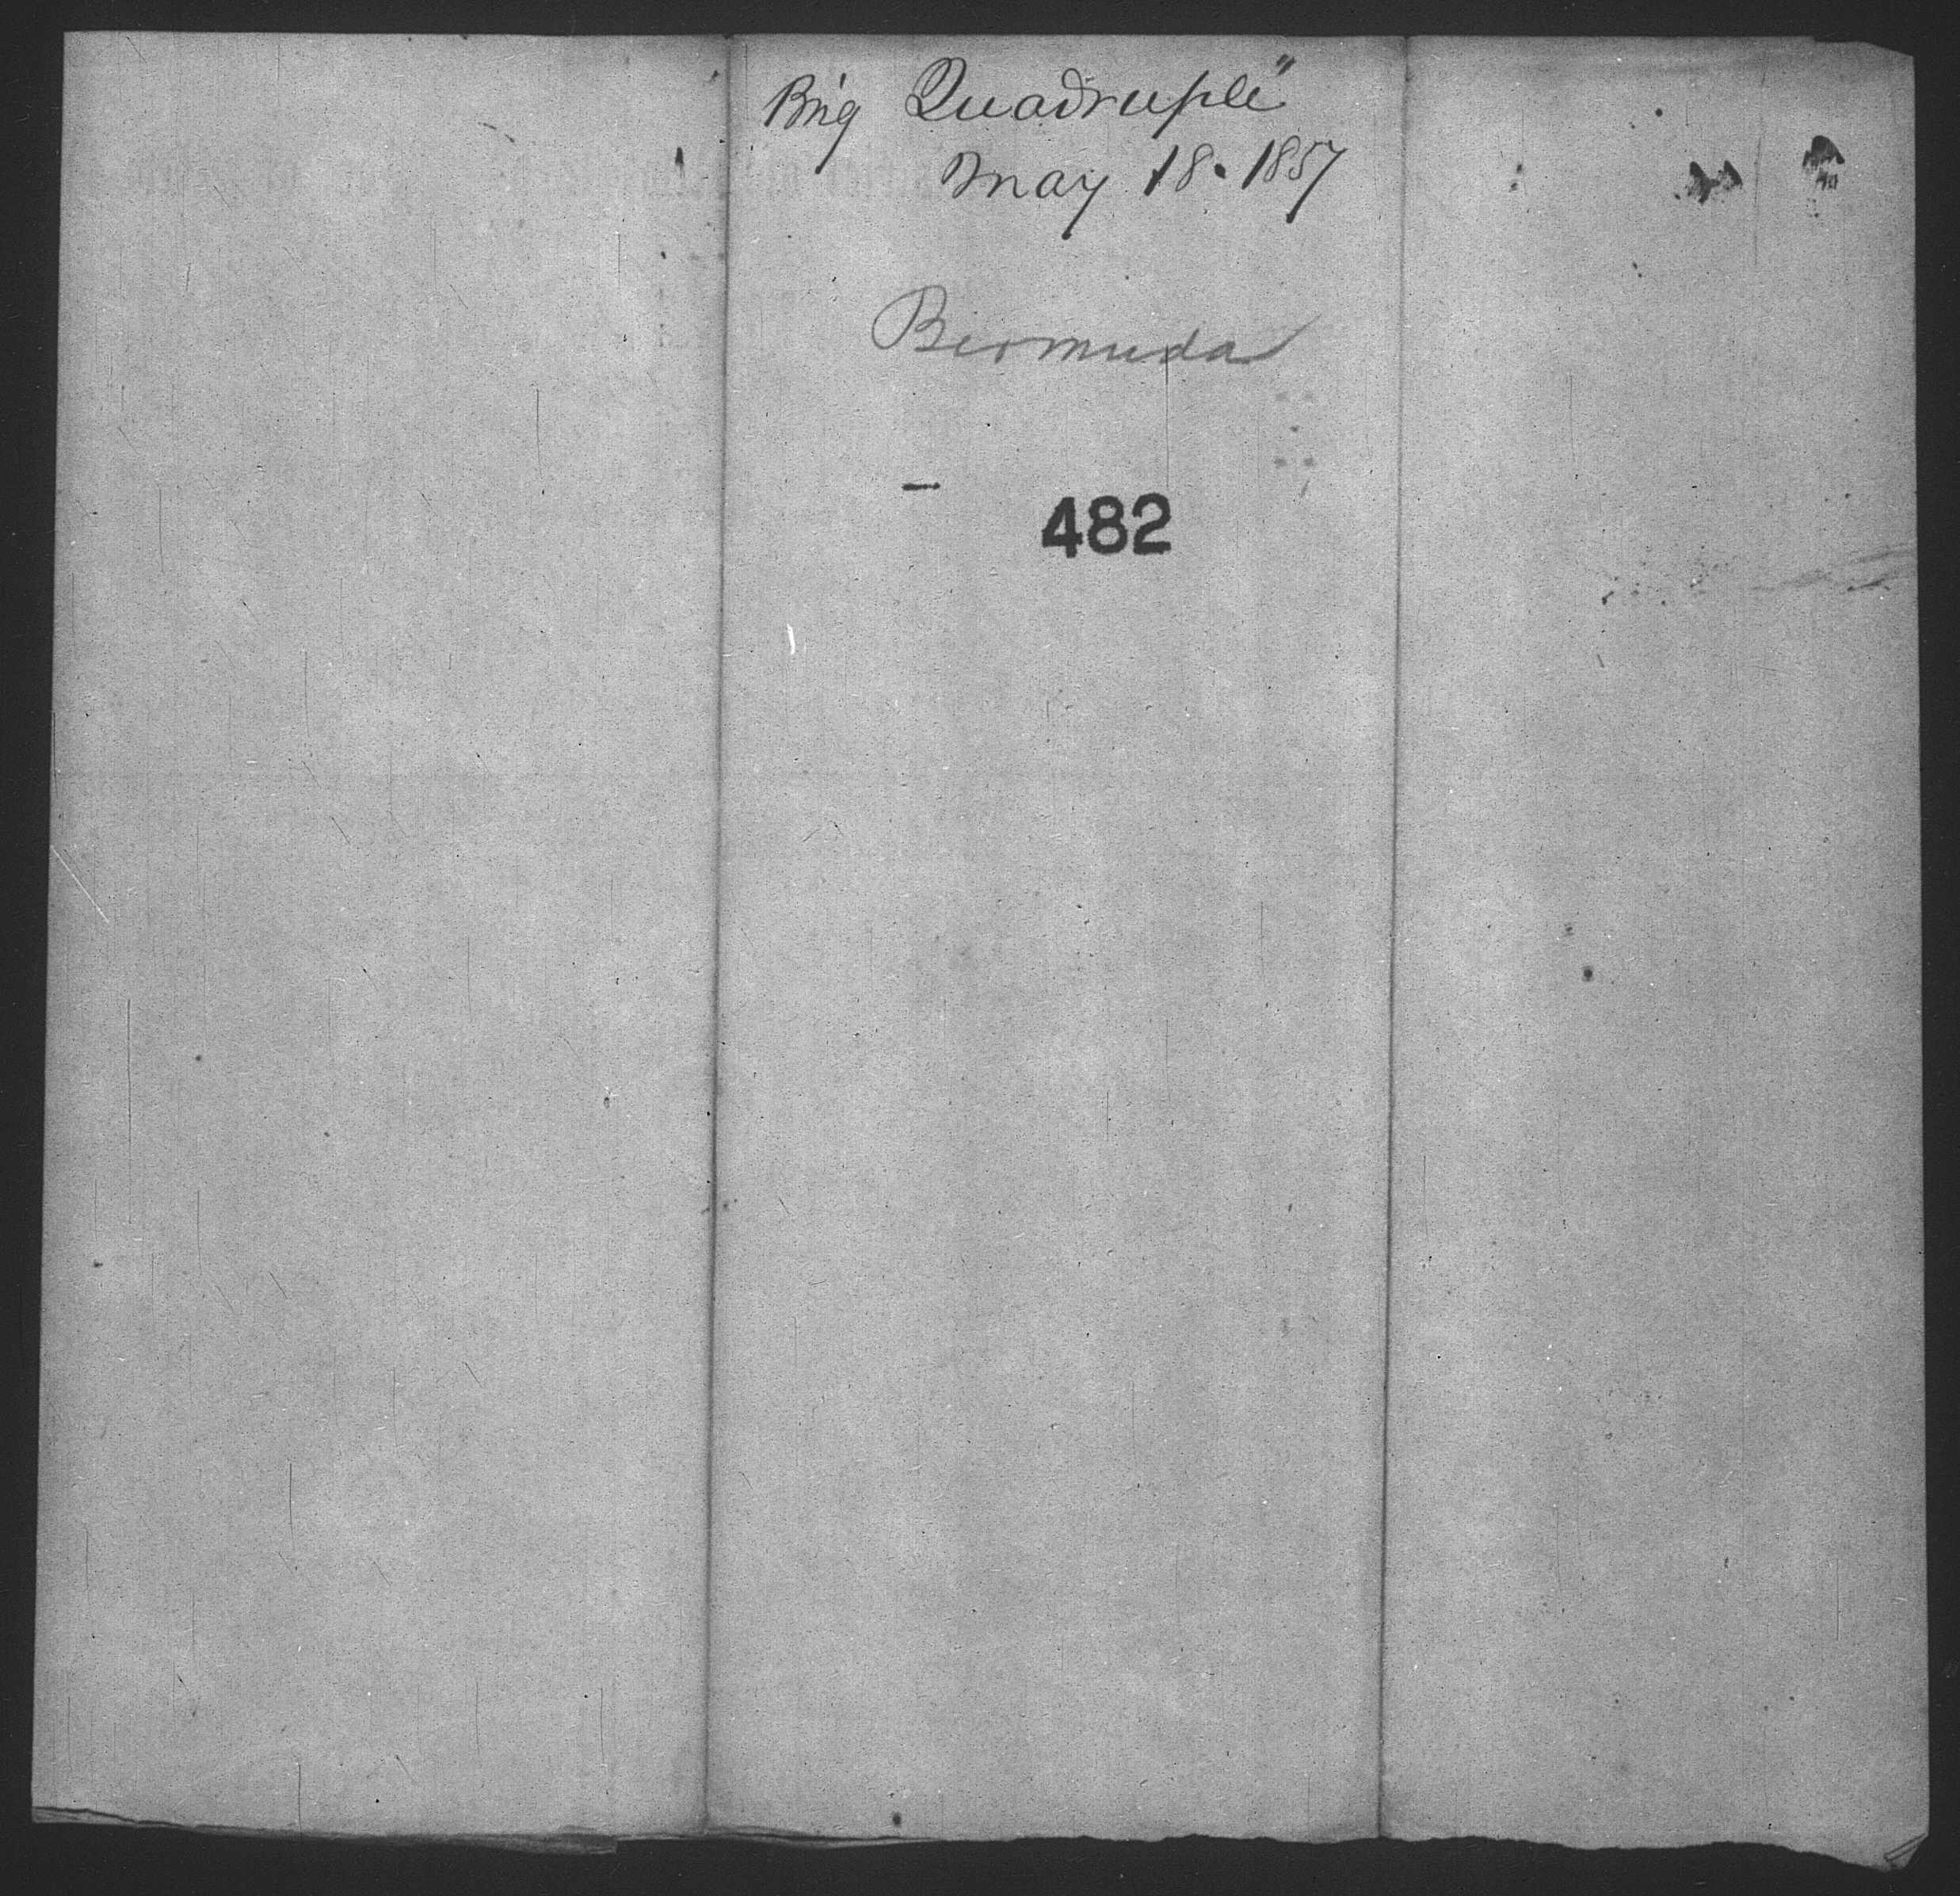 Brig Quadruple"
May 18. 1857
Bermuda
482